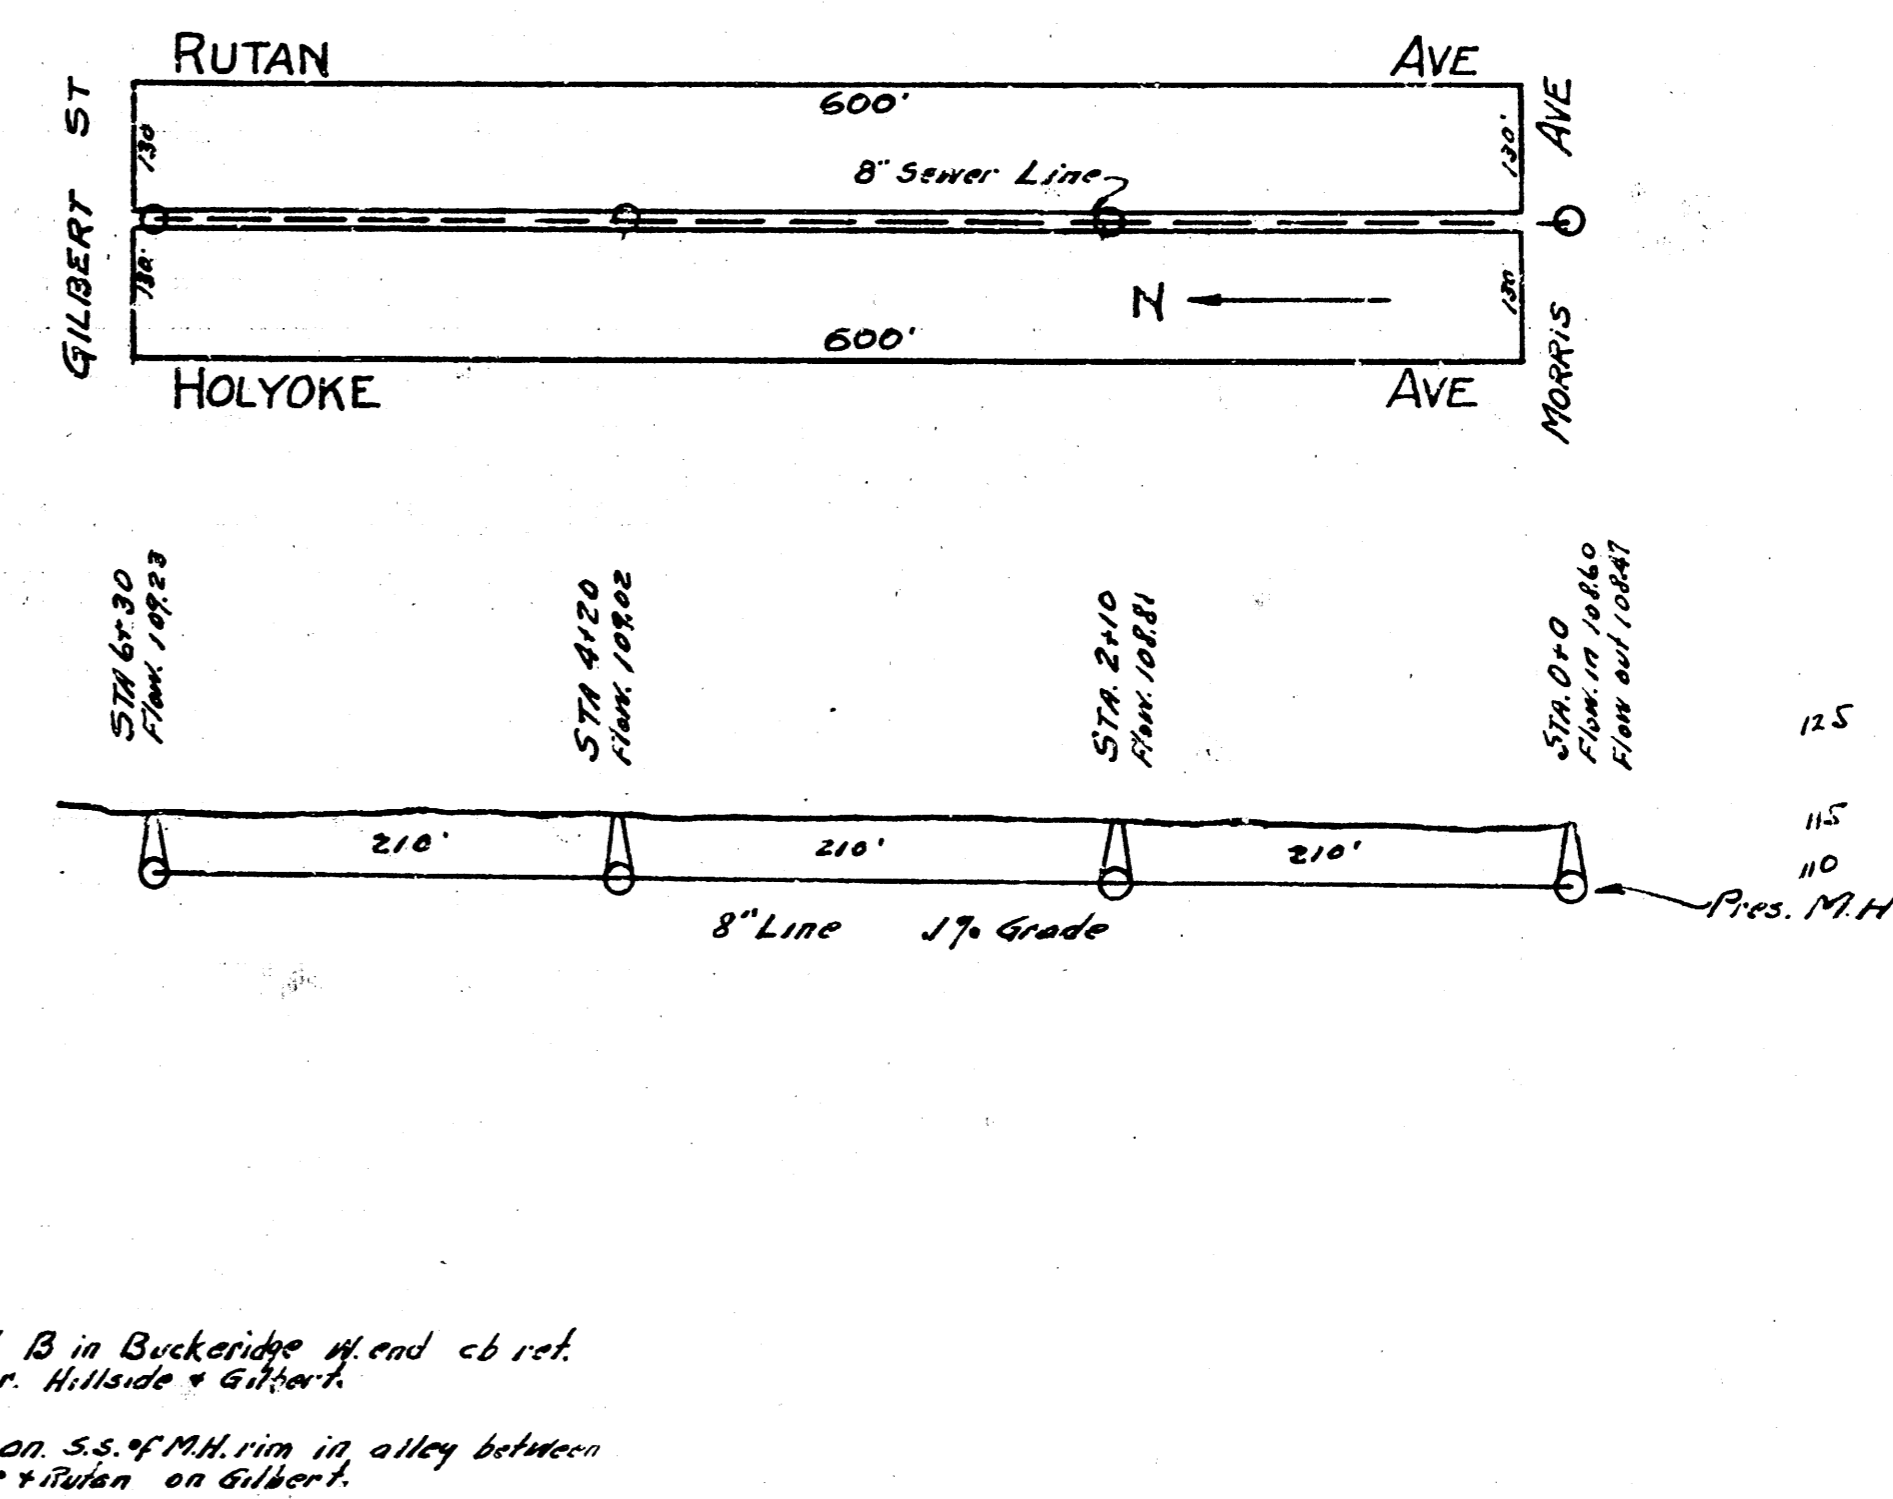 RUTAN AVE
600'
GILBERT ST
130
130'
MORRIS AVE
8" Sewer Line
130.
130
N
600'
HOLYOKE AVE
STA 6+30
Flow. 109.23
STA 4+20
Flow. 109.02
STA. 2+10
Flow. 108.81
STA. 0+0
Flow. in 108.60
Flow out 108.47
125
115
110
210'
210'
210'
Pres. M.H
8" Line .1% Grade
B in Buckeridge W. end cb ret.
r. Hillside + Gilbert.
on. S.S. of M.H. rim in alley between
+ Rutan on Gilbert.